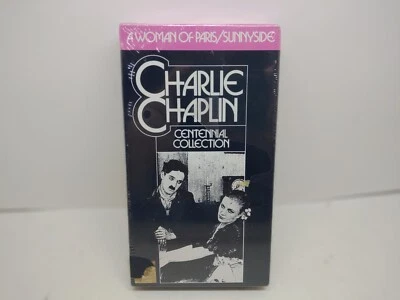 A WOMAN OF PARIS/SUNNYSIDE
CHARLIE
CHAPLIN
CENTENNIAL
COLLECTION